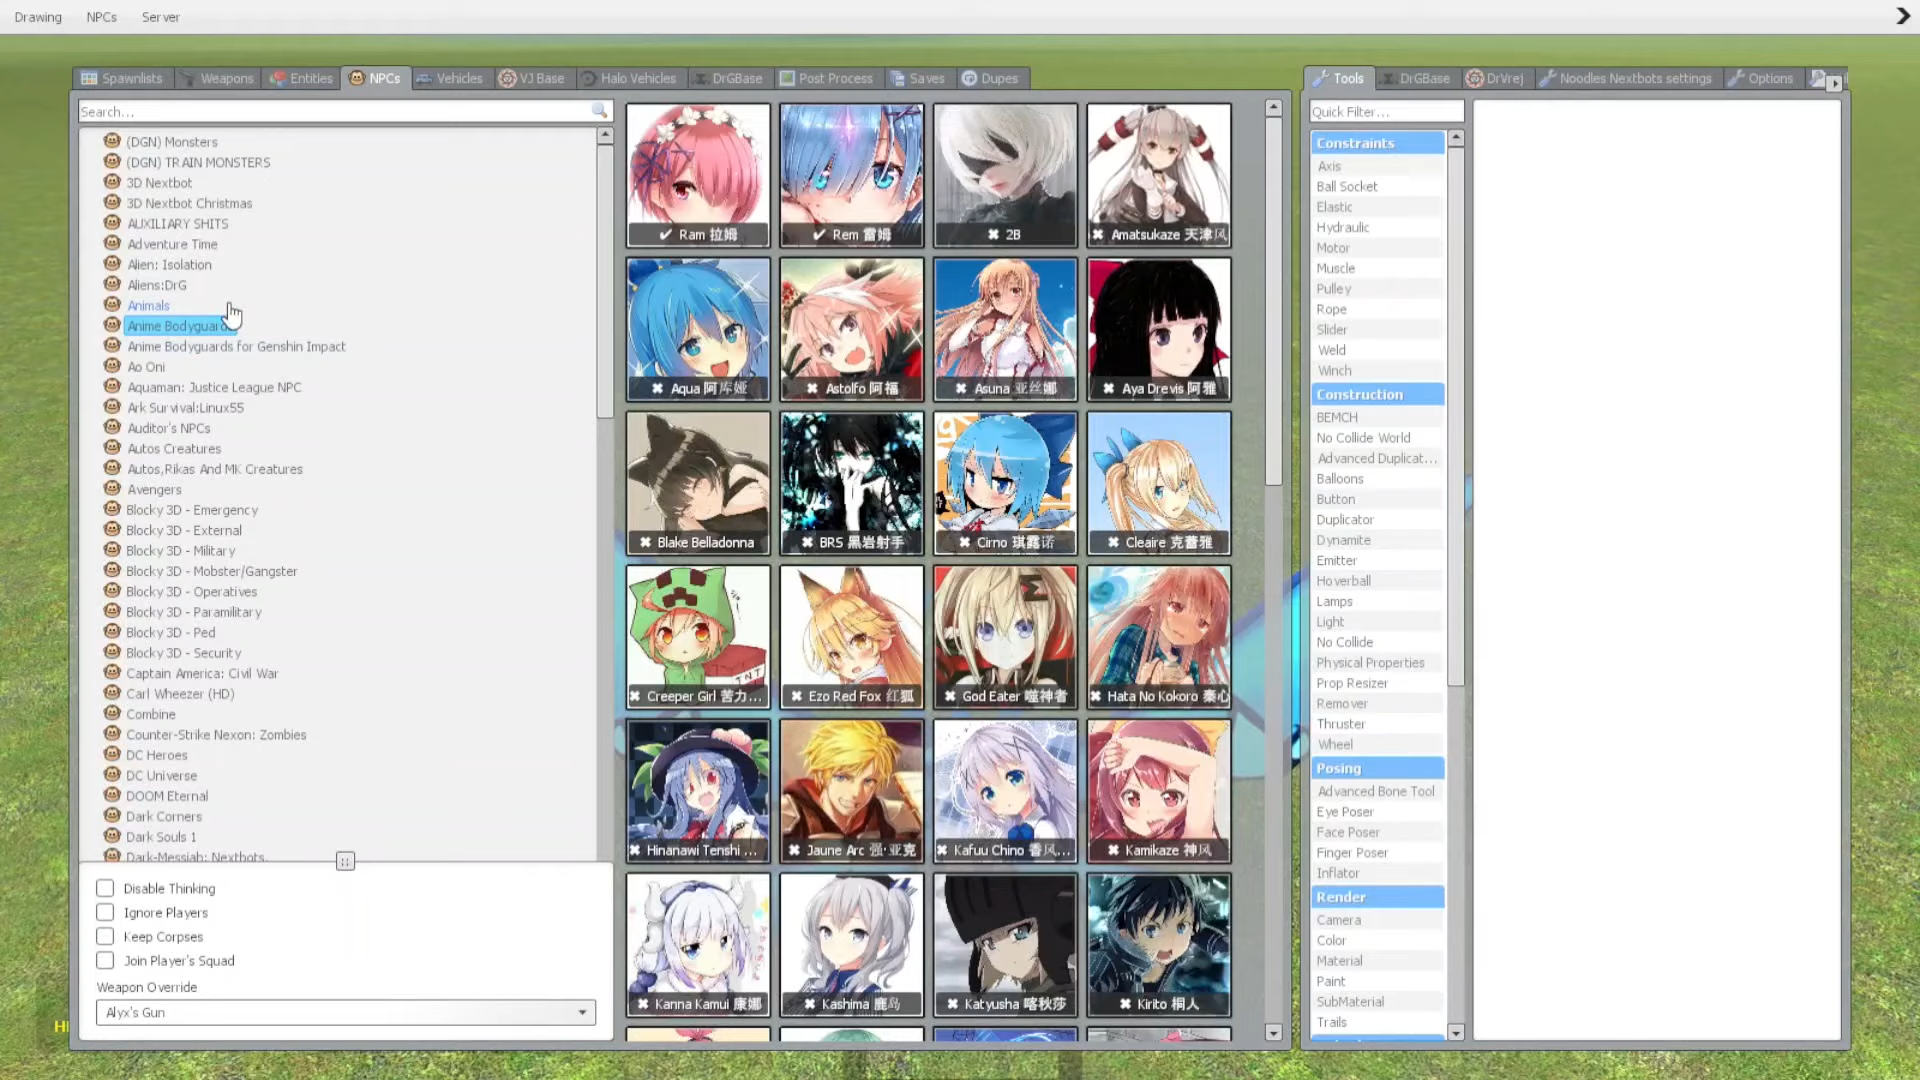 Drawing NPCs Server
Spawnlists Weapons Entities NPCs Vehicles VJ Base Halo Vehicles DrGBase Post Process Saves Dupes
Search...
(DGN) Monsters
(DGN) TRAIN MONSTERS
3D Nextbot
3D Nextbot Christmas
AUXILIARY SHITS
Adventure Time
Alien: Isolation
Aliens:DrG
Animals
Anime Bodyguards
Anime Bodyguards for Genshin Impact
Ao Oni
Aquaman: Justice League NPC
Ark Survival:Linux55
Auditor's NPCs
Autos Creatures
Autos,Rikas And MK Creatures
Avengers
Blocky 3D - Emergency
Blocky 3D - External
Blocky 3D - Military
Blocky 3D - Mobster/Gangster
Blocky 3D - Operatives
Blocky 3D - Paramilitary
Blocky 3D - Ped
Blocky 3D - Security
Captain America: Civil War
Carl Wheezer (HD)
Combine
Counter-Strike Nexon: Zombies
DC Heroes
DC Universe
DOOM Eternal
Dark Corners
Dark Souls 1
Dark-Messiah: Nextbots.
Disable Thinking
Ignore Players
Keep Corpses
Join Player's Squad
Weapon Override
Alyx's Gun
Ram 拉姆
Rem 雷姆
2B
Amatsukaze 天津风
Aqua 阿库娅
Astolfo 阿福
Asuna 亚丝娜
Aya Drevis 阿雅
Blake Belladonna
BRS 黑岩射手
Cirno 琪露诺
Cleaire 克蕾雅
Creeper Girl 苦力...
Ezo Red Fox 红狐
God Eater 噬神者
Hata No Kokoro 秦心
Hinanawi Tenshi ...
Jaune Arc 强·亚克
Kafuu Chino 香风...
Kamikaze 神风
Kanna Kamui 康娜
Kashima 鹿岛
Katyusha 喀秋莎
Kirito 桐人
Tools DrGBase DrVrej Noodles Nextbots settings Options
Quick Filter...
Constraints
Axis
Ball Socket
Elastic
Hydraulic
Motor
Muscle
Pulley
Rope
Slider
Weld
Winch
Construction
BEMCH
No Collide World
Advanced Duplicat...
Balloons
Button
Duplicator
Dynamite
Emitter
Hoverball
Lamps
Light
No Collide
Physical Properties
Prop Resizer
Remover
Thruster
Wheel
Posing
Advanced Bone Tool
Eye Poser
Face Poser
Finger Poser
Inflator
Render
Camera
Color
Material
Paint
SubMaterial
Trails